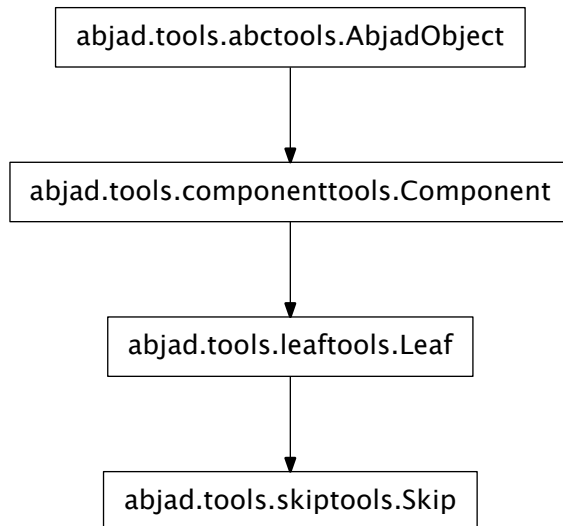 abjad.tools.abctools.AbjadObject
abjad.tools.componenttools.Component
abjad.tools.leaftools.Leaf
abjad.tools.skiptools.Skip